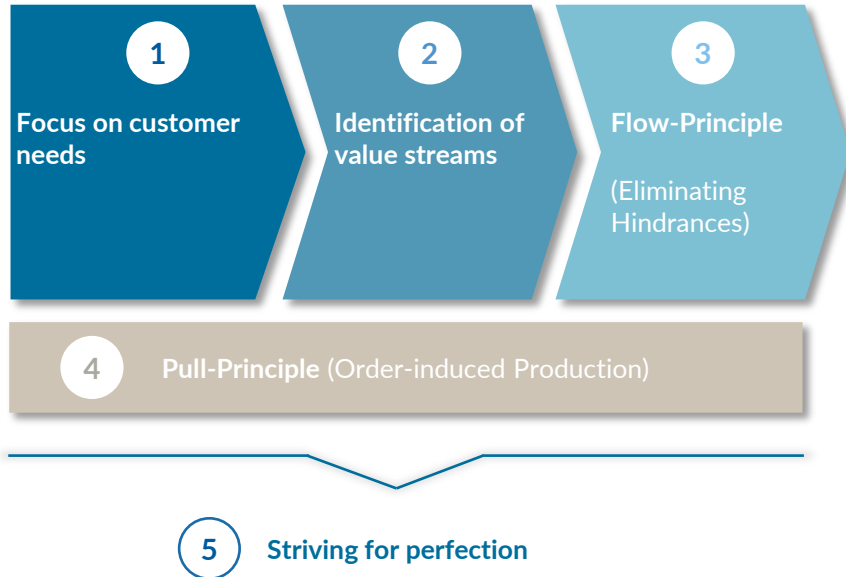 1
Focus on customer
needs
2
Identification of
value streams
3
Flow-Principle
(Eliminating
Hindrances)
4
Pull-Principle (Order-induced Production)
5
Striving for perfection